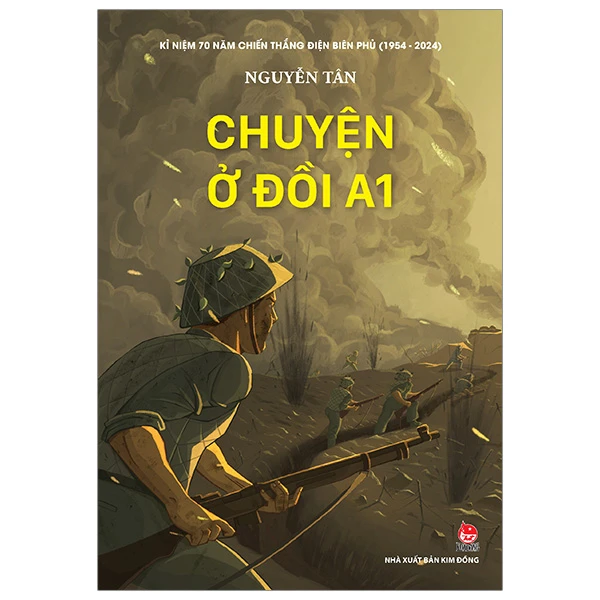 KỈ NIỆM 70 NĂM CHIẾN THẮNG ĐIỆN BIÊN PHỦ (1954 - 2024)
NGUYỄN TÂN
CHUYỆN
Ở ĐỒI A1
NHÀ XUẤT BẢN KIM ĐỒNG